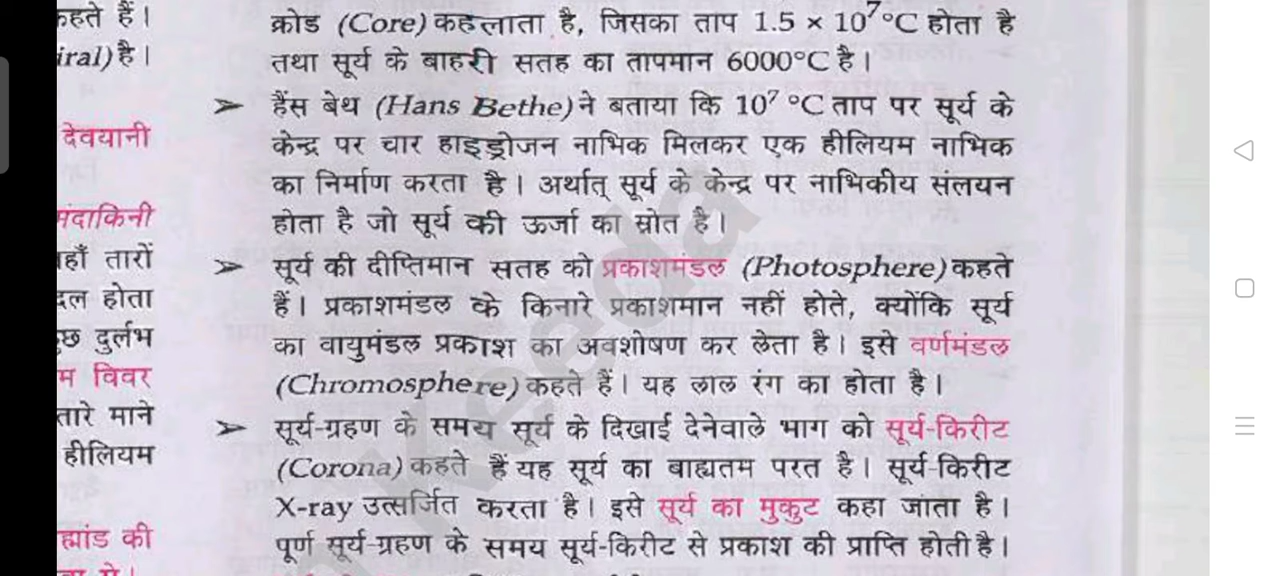 कहते हैं।
iral) है।
देवयानी
मंदाकिनी
हाँ तारों
दल होता
दुर्लभ
म विवर
तारे माने
हीलियम
ह्मांड की
क्रोड (Core) कहलाता है, जिसका ताप 1.5 × 10⁷°C होता है
तथा सूर्य के बाहरी सतह का तापमान 6000°C है।
➢ हैंस बेथ (Hans Bethe) ने बताया कि 10⁷ °C ताप पर सूर्य के
केन्द्र पर चार हाइड्रोजन नाभिक मिलकर एक हीलियम नाभिक
का निर्माण करता है। अर्थात् सूर्य के केन्द्र पर नाभिकीय संलयन
होता है जो सूर्य की ऊर्जा का स्रोत है।
➢ सूर्य की दीप्तिमान सतह को प्रकाशमंडल (Photosphere) कहते
हैं। प्रकाशमंडल के किनारे प्रकाशमान नहीं होते, क्योंकि सूर्य
का वायुमंडल प्रकाश का अवशोषण कर लेता है। इसे वर्णमंडल
(Chromosphere) कहते हैं। यह लाल रंग का होता है।
➢ सूर्य-ग्रहण के समय सूर्य के दिखाई देनेवाले भाग को सूर्य-किरीट
(Corona) कहते हैं यह सूर्य का बाह्यतम परत है। सूर्य-किरीट
X-ray उत्सर्जित करता है। इसे सूर्य का मुकुट कहा जाता है।
पूर्ण सूर्य-ग्रहण के समय सूर्य-किरीट से प्रकाश की प्राप्ति होती है।
Keeda